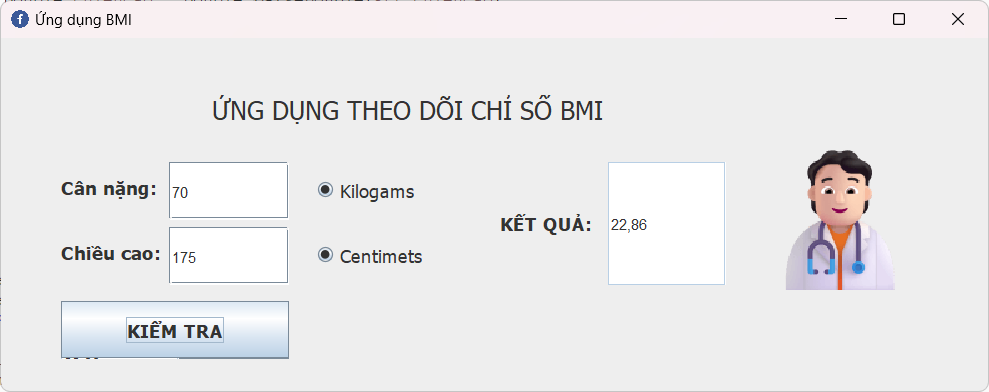 Ứng dụng BMI
ỨNG DỤNG THEO DÕI CHÍ SỐ BMI
Cân nặng: 70 Kilogams
KẾT QUẢ: 22,86
Chiều cao: 175 Centimets
KIỂM TRA